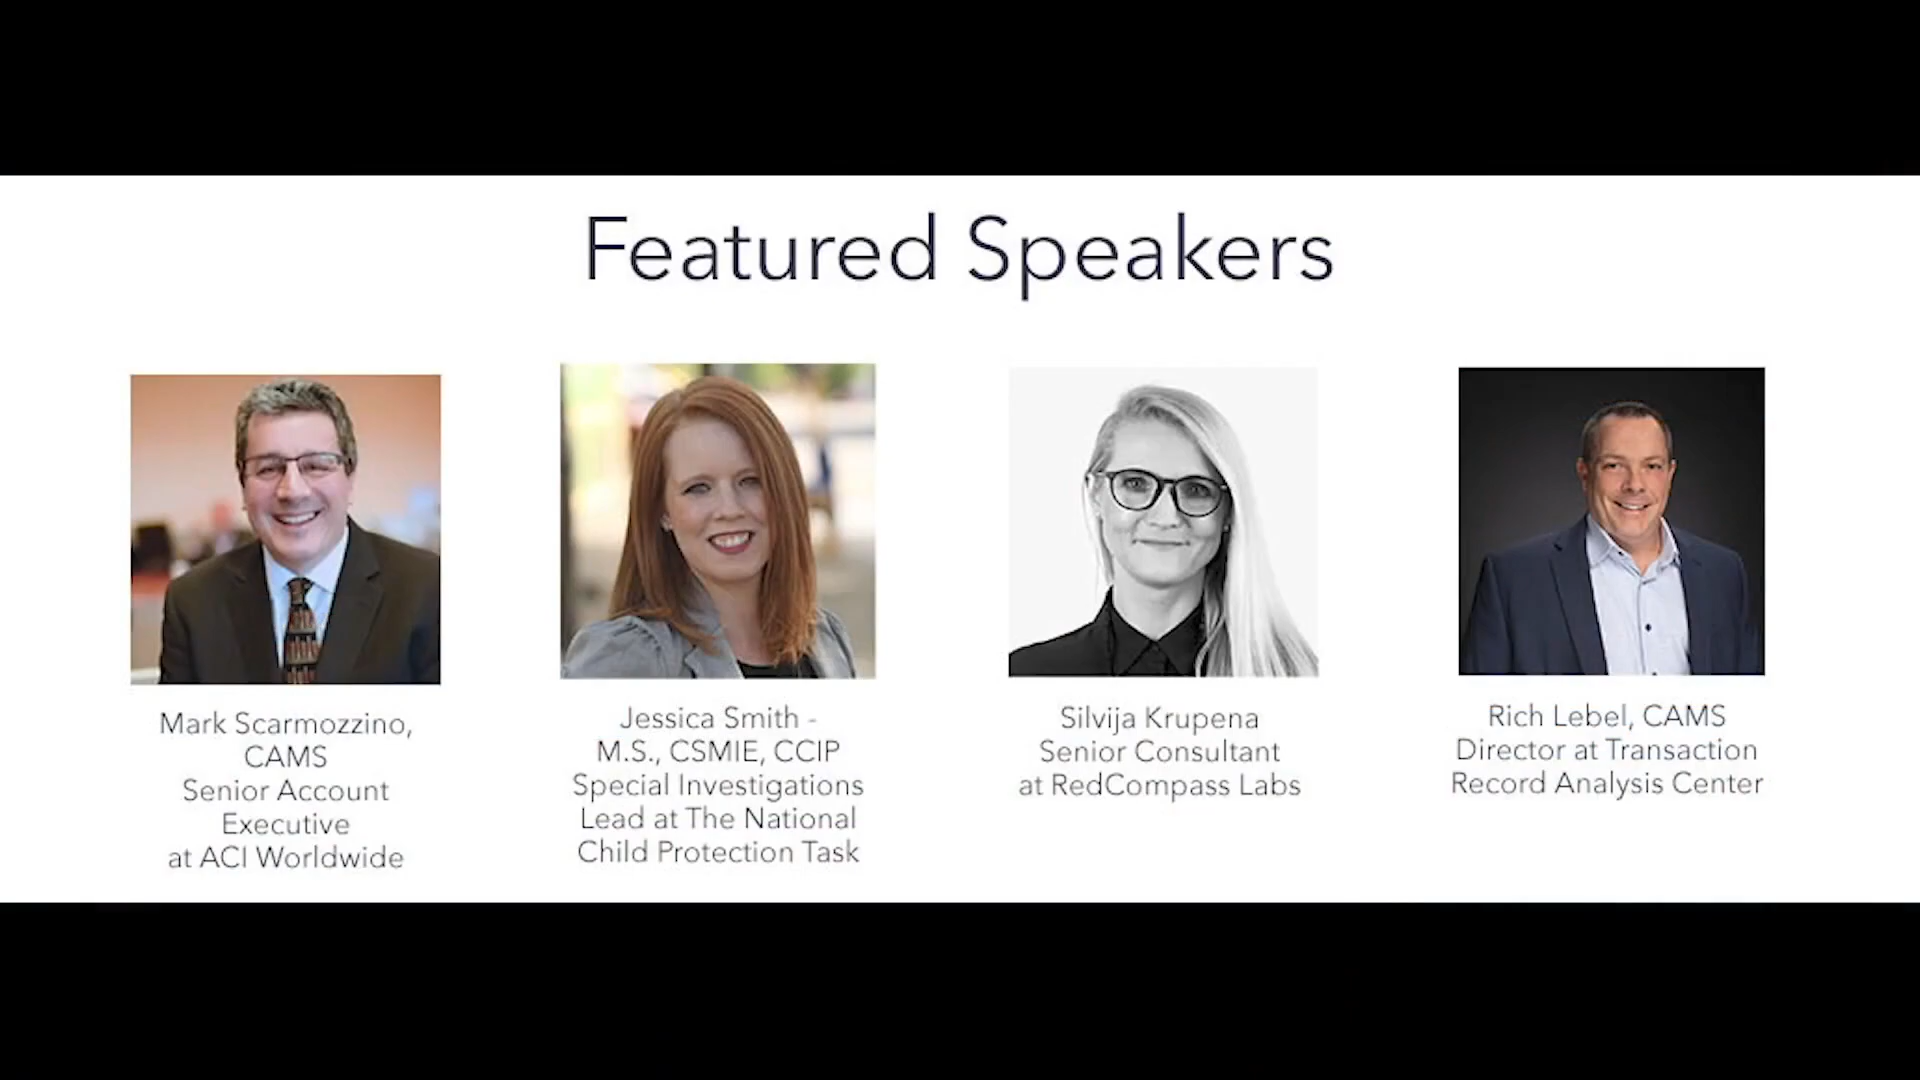 Featured Speakers
Mark Scarmozzino,
CAMS
Senior Account
Executive
at ACI Worldwide
Jessica Smith -
M.S., CSMIE, CCIP
Special Investigations
Lead at The National
Child Protection Task
Silvija Krupena
Senior Consultant
at RedCompass Labs
Rich Lebel, CAMS
Director at Transaction
Record Analysis Center